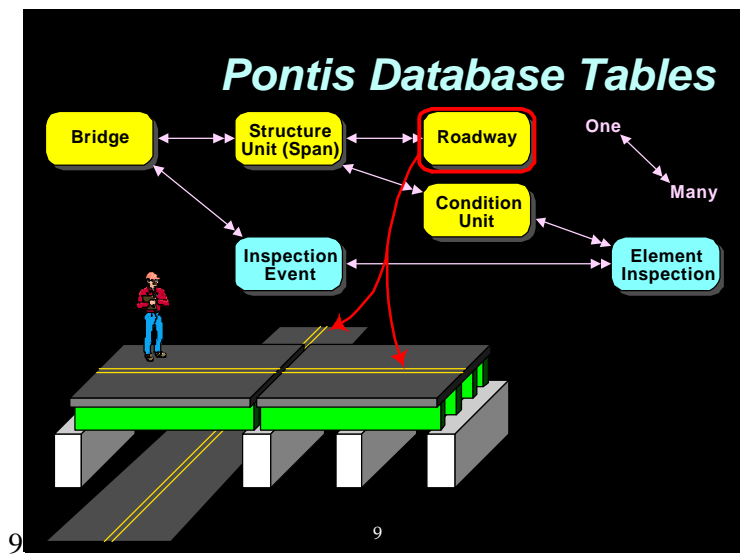 Pontis Database Tables
Bridge
Structure
Unit (Span)
Roadway
One
Many
Condition
Unit
Inspection
Event
Element
Inspection
9
9